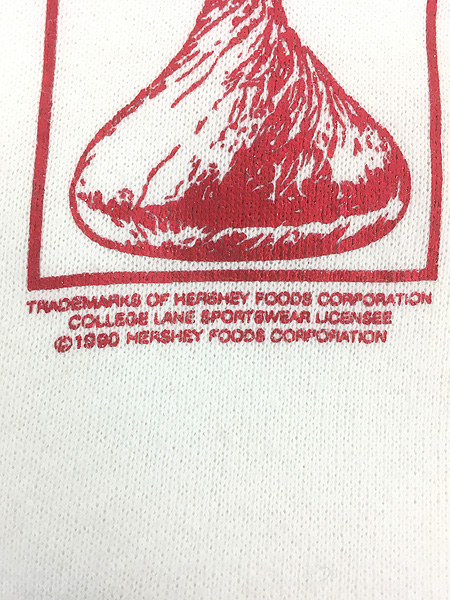 TRADEMARKS OF HERSHEY FOODS CORPORATION
COLLEGE LANE SPORTSWEAR LICENSEE
©1990 HERSHEY FOODS CORPORATION